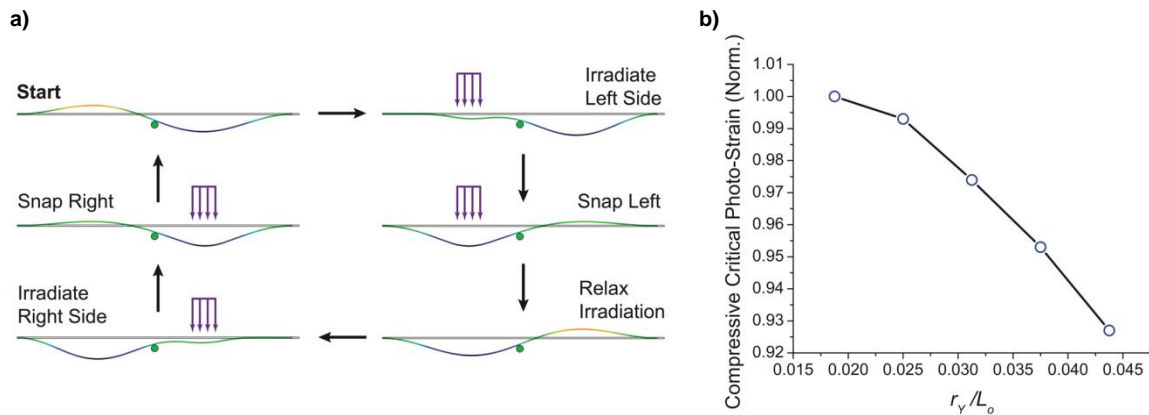 a)
Start
Irradiate
Left Side
Snap Right
Snap Left
Irradiate
Right Side
Relax
Irradiation
b)
Compressive Critical Photo-Strain (Norm.)
1.01
1.00
0.99
0.98
0.97
0.96
0.95
0.94
0.93
0.92
0.015 0.020 0.025 0.030 0.035 0.040 0.045
r_Y/L_o